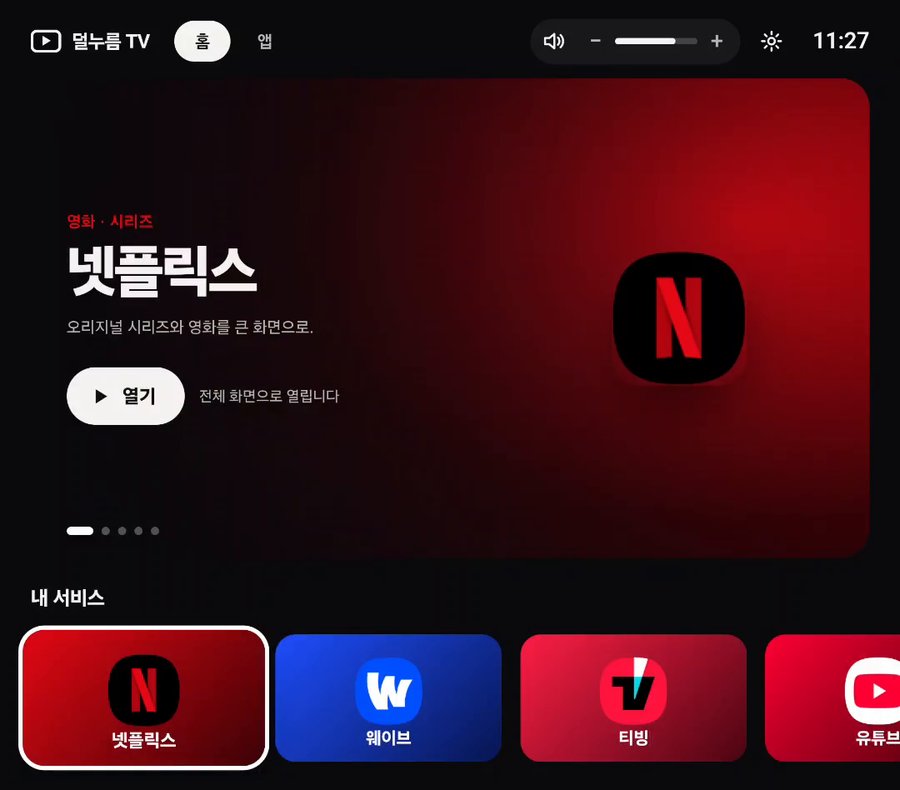 덜누름 TV
홈
앱
11:27
영화 · 시리즈
넷플릭스
오리지널 시리즈와 영화를 큰 화면으로.
열기
전체 화면으로 열립니다
내 서비스
넷플릭스
웨이브
티빙
유튜브